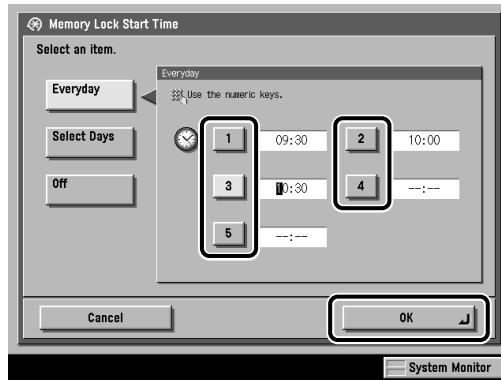 Memory Lock Start Time
Select an item.
Everyday
Everyday
Use the numeric keys.
Select Days
1 09:30 2 10:00
Off
3 10:30 4 --:--
5 --:--
Cancel OK
System Monitor